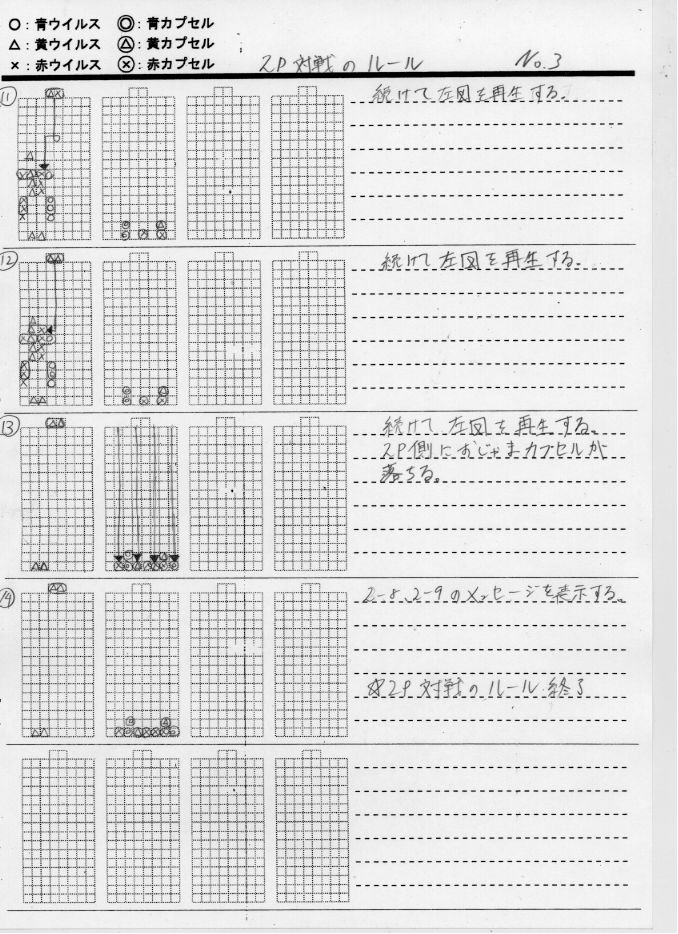 ○：青ウイルス ◎：青カプセル
△：黄ウイルス Ⓐ：黄カプセル
×：赤ウイルス ⊗：赤カプセル
2P 対戦のルール No.3
⑪ 続けて左図を再生する。
⑫ 続けて左図を再生する。
⑬ 続けて左図を再生する。
2P側におじゃまカプセルが
落ちる。
⑭ 2-8、2-9のメッセージを表示する。
☆2P 対戦のルール終了